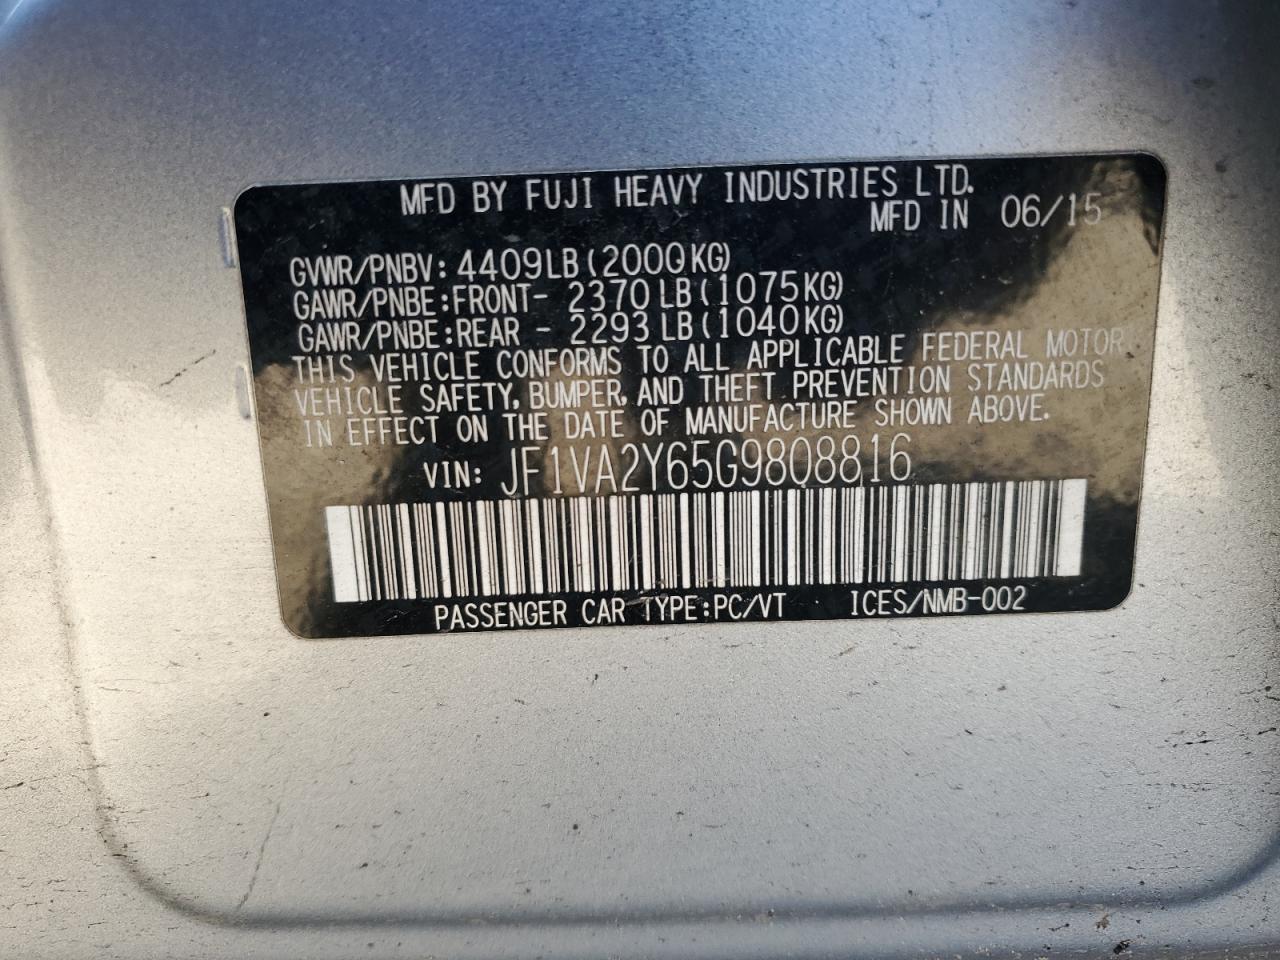 MFD BY FUJI HEAVY INDUSTRIES LTD.
MFD IN 06/15
GVWR/PNBV: 4409LB(2000KG)
GAWR/PNBE:FRONT- 2370LB(1075KG)
GAWR/PNBE:REAR - 2293LB(1040KG)
THIS VEHICLE CONFORMS TO ALL APPLICABLE FEDERAL MOTOR
VEHICLE SAFETY, BUMPER, AND THEFT PREVENTION STANDARDS
IN EFFECT ON THE DATE OF MANUFACTURE SHOWN ABOVE.
VIN: JF1VA2Y65G9808816
PASSENGER CAR TYPE:PC/VT ICES/NMB-002